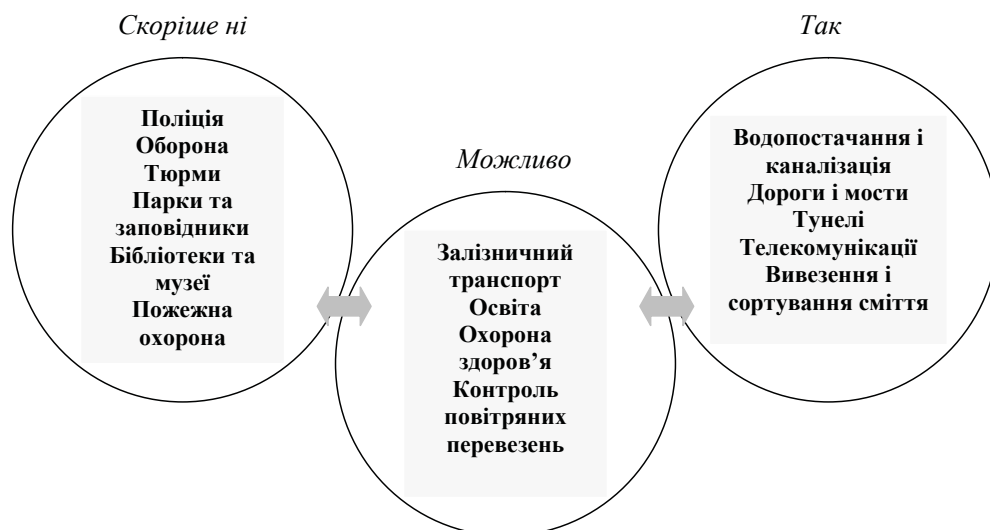 Скоріше ні
Поліція
Оборона
Тюрми
Парки та
заповідники
Бібліотеки та
музеї
Пожежна
охорона
Можливо
Залізничний
транспорт
Освіта
Охорона
здоров’я
Контроль
повітряних
перевезень
Так
Водопостачання і
каналізація
Дороги і мости
Тунелі
Телекомунікації
Вивезення і
сортування сміття